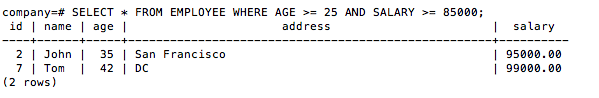 company=# SELECT * FROM EMPLOYEE WHERE AGE >= 25 AND SALARY >= 85000;
 id | name | age |                      address                       |  salary
----+------+-----+----------------------------------------------------+----------
  2 | John |  35 | San Francisco                                      | 95000.00
  7 | Tom  |  42 | DC                                                 | 99000.00
(2 rows)